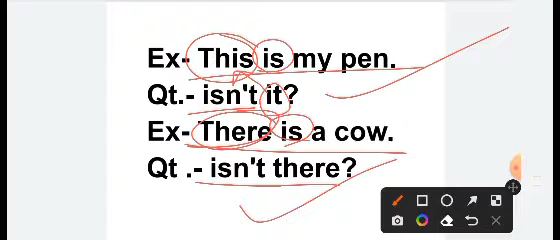 Ex- This is my pen.
Qt.- isn't it?
Ex- There is a cow.
Qt .- isn't there?